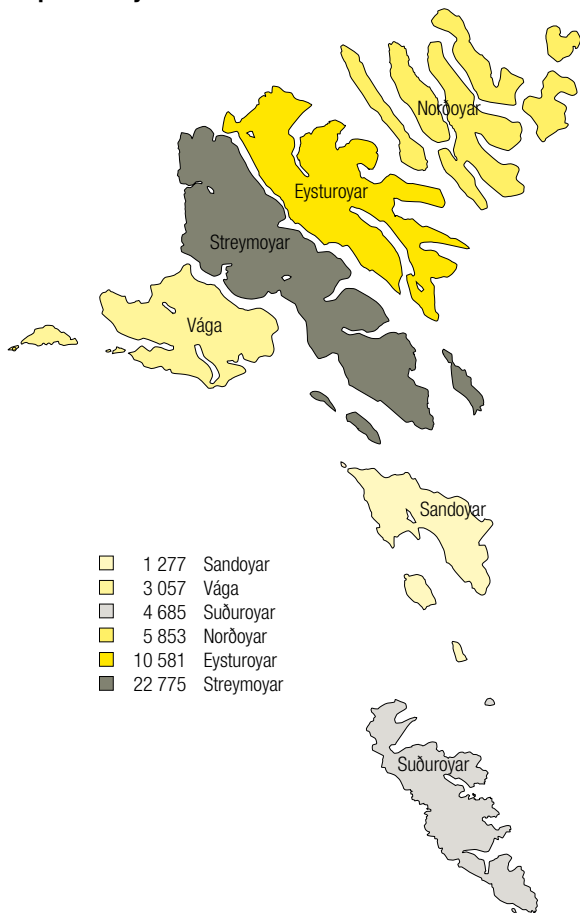 Norðoyar
Eysturoyar
Streymoyar
Vága
Sandoyar
1 277 Sandoyar
3 057 Vága
4 685 Suðuroyar
5 853 Norðoyar
10 581 Eysturoyar
22 775 Streymoyar
Suðuroyar